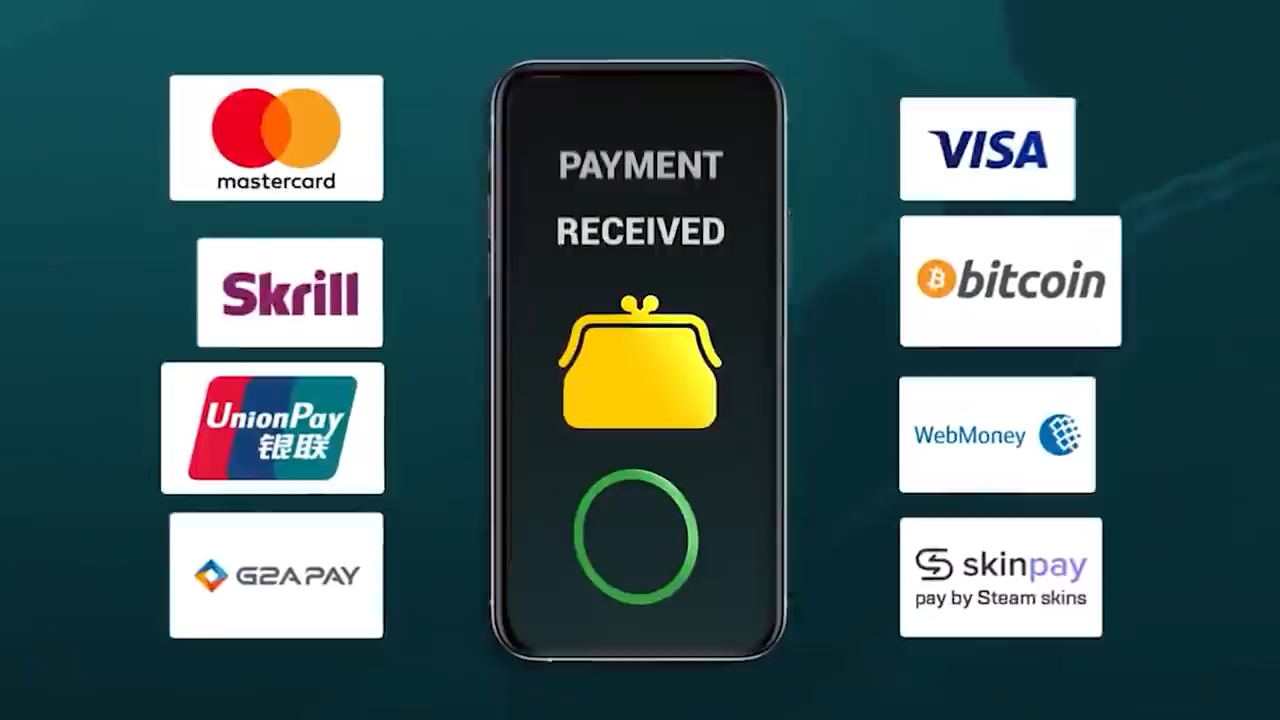 mastercard
Skrill
UnionPay
银联
G2A PAY
PAYMENT
RECEIVED
VISA
bitcoin
WebMoney
skinpay
pay by Steam skins